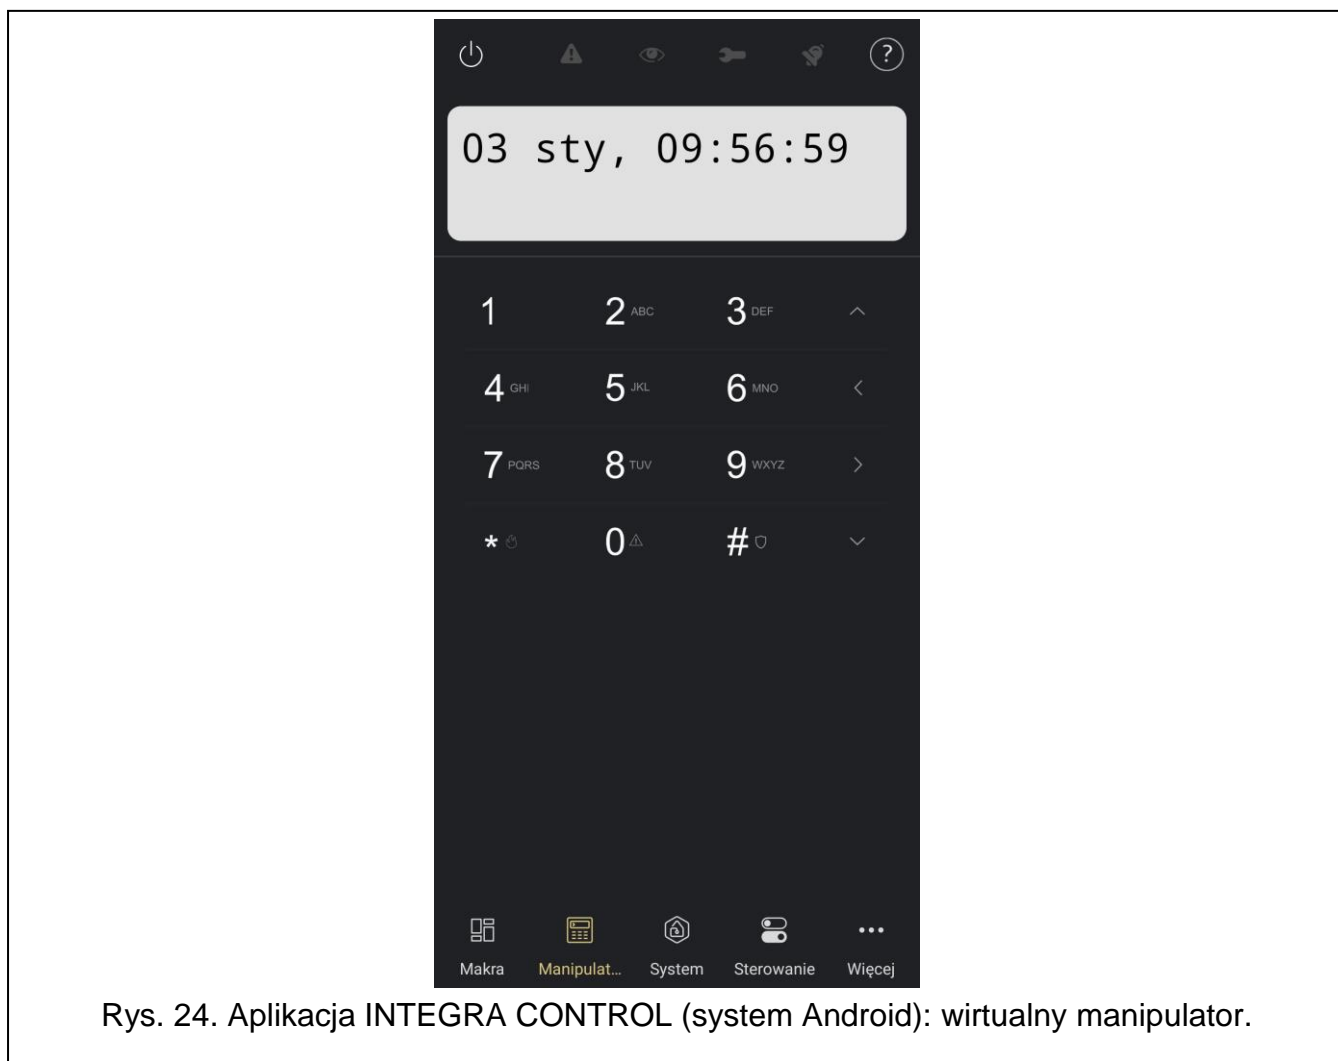 ?
03 sty, 09:56:59
1 2 ABC 3 DEF
4 GHI 5 JKL 6 MNO
7 PQRS 8 TUV 9 WXYZ
* 0 #
Makra Manipulat... System Sterowanie Więcej
Rys. 24. Aplikacja INTEGRA CONTROL (system Android): wirtualny manipulator.